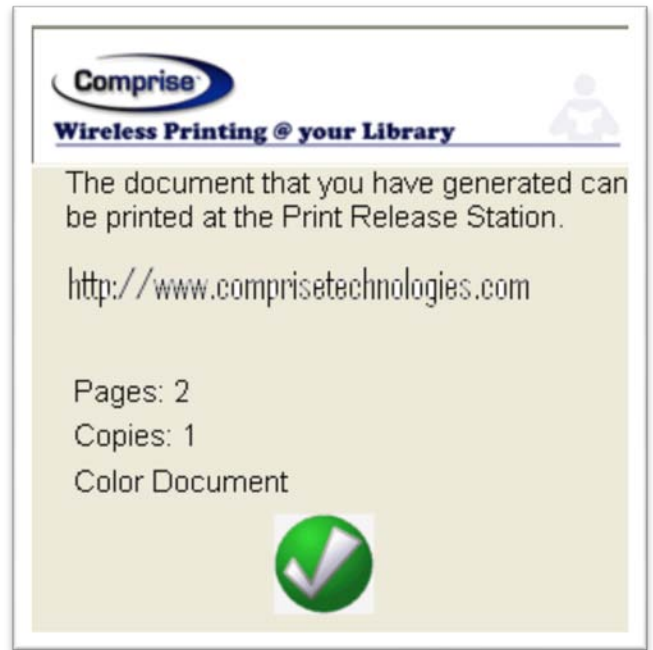 Comprise
Wireless Printing @ your Library
The document that you have generated can
be printed at the Print Release Station.
http://www.comprisetechnologies.com
Pages: 2
Copies: 1
Color Document